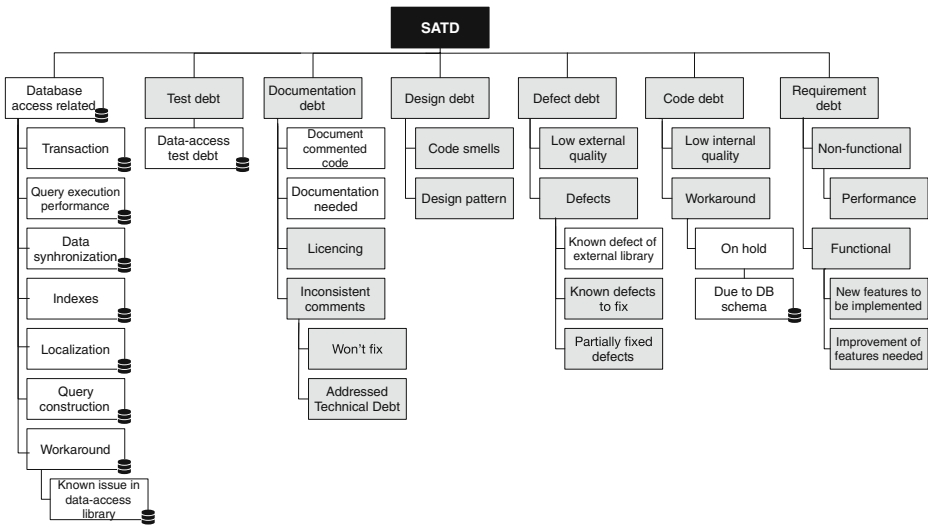 SATD
Database
access related
Transaction
Query execution
performance
Data
synhronization
Indexes
Localization
Query
construction
Workaround
Known issue in
data-access
library
Test debt
Data-access
test debt
Documentation
debt
Document
commented
code
Documentation
needed
Licencing
Inconsistent
comments
Won't fix
Addressed
Technical Debt
Design debt
Code smells
Design pattern
Defect debt
Low external
quality
Defects
Known defect of
external library
Known defects
to fix
Partially fixed
defects
Code debt
Low internal
quality
Workaround
On hold
Due to DB
schema
Requirement
debt
Non-functional
Performance
Functional
New features to
be implemented
Improvement of
features needed